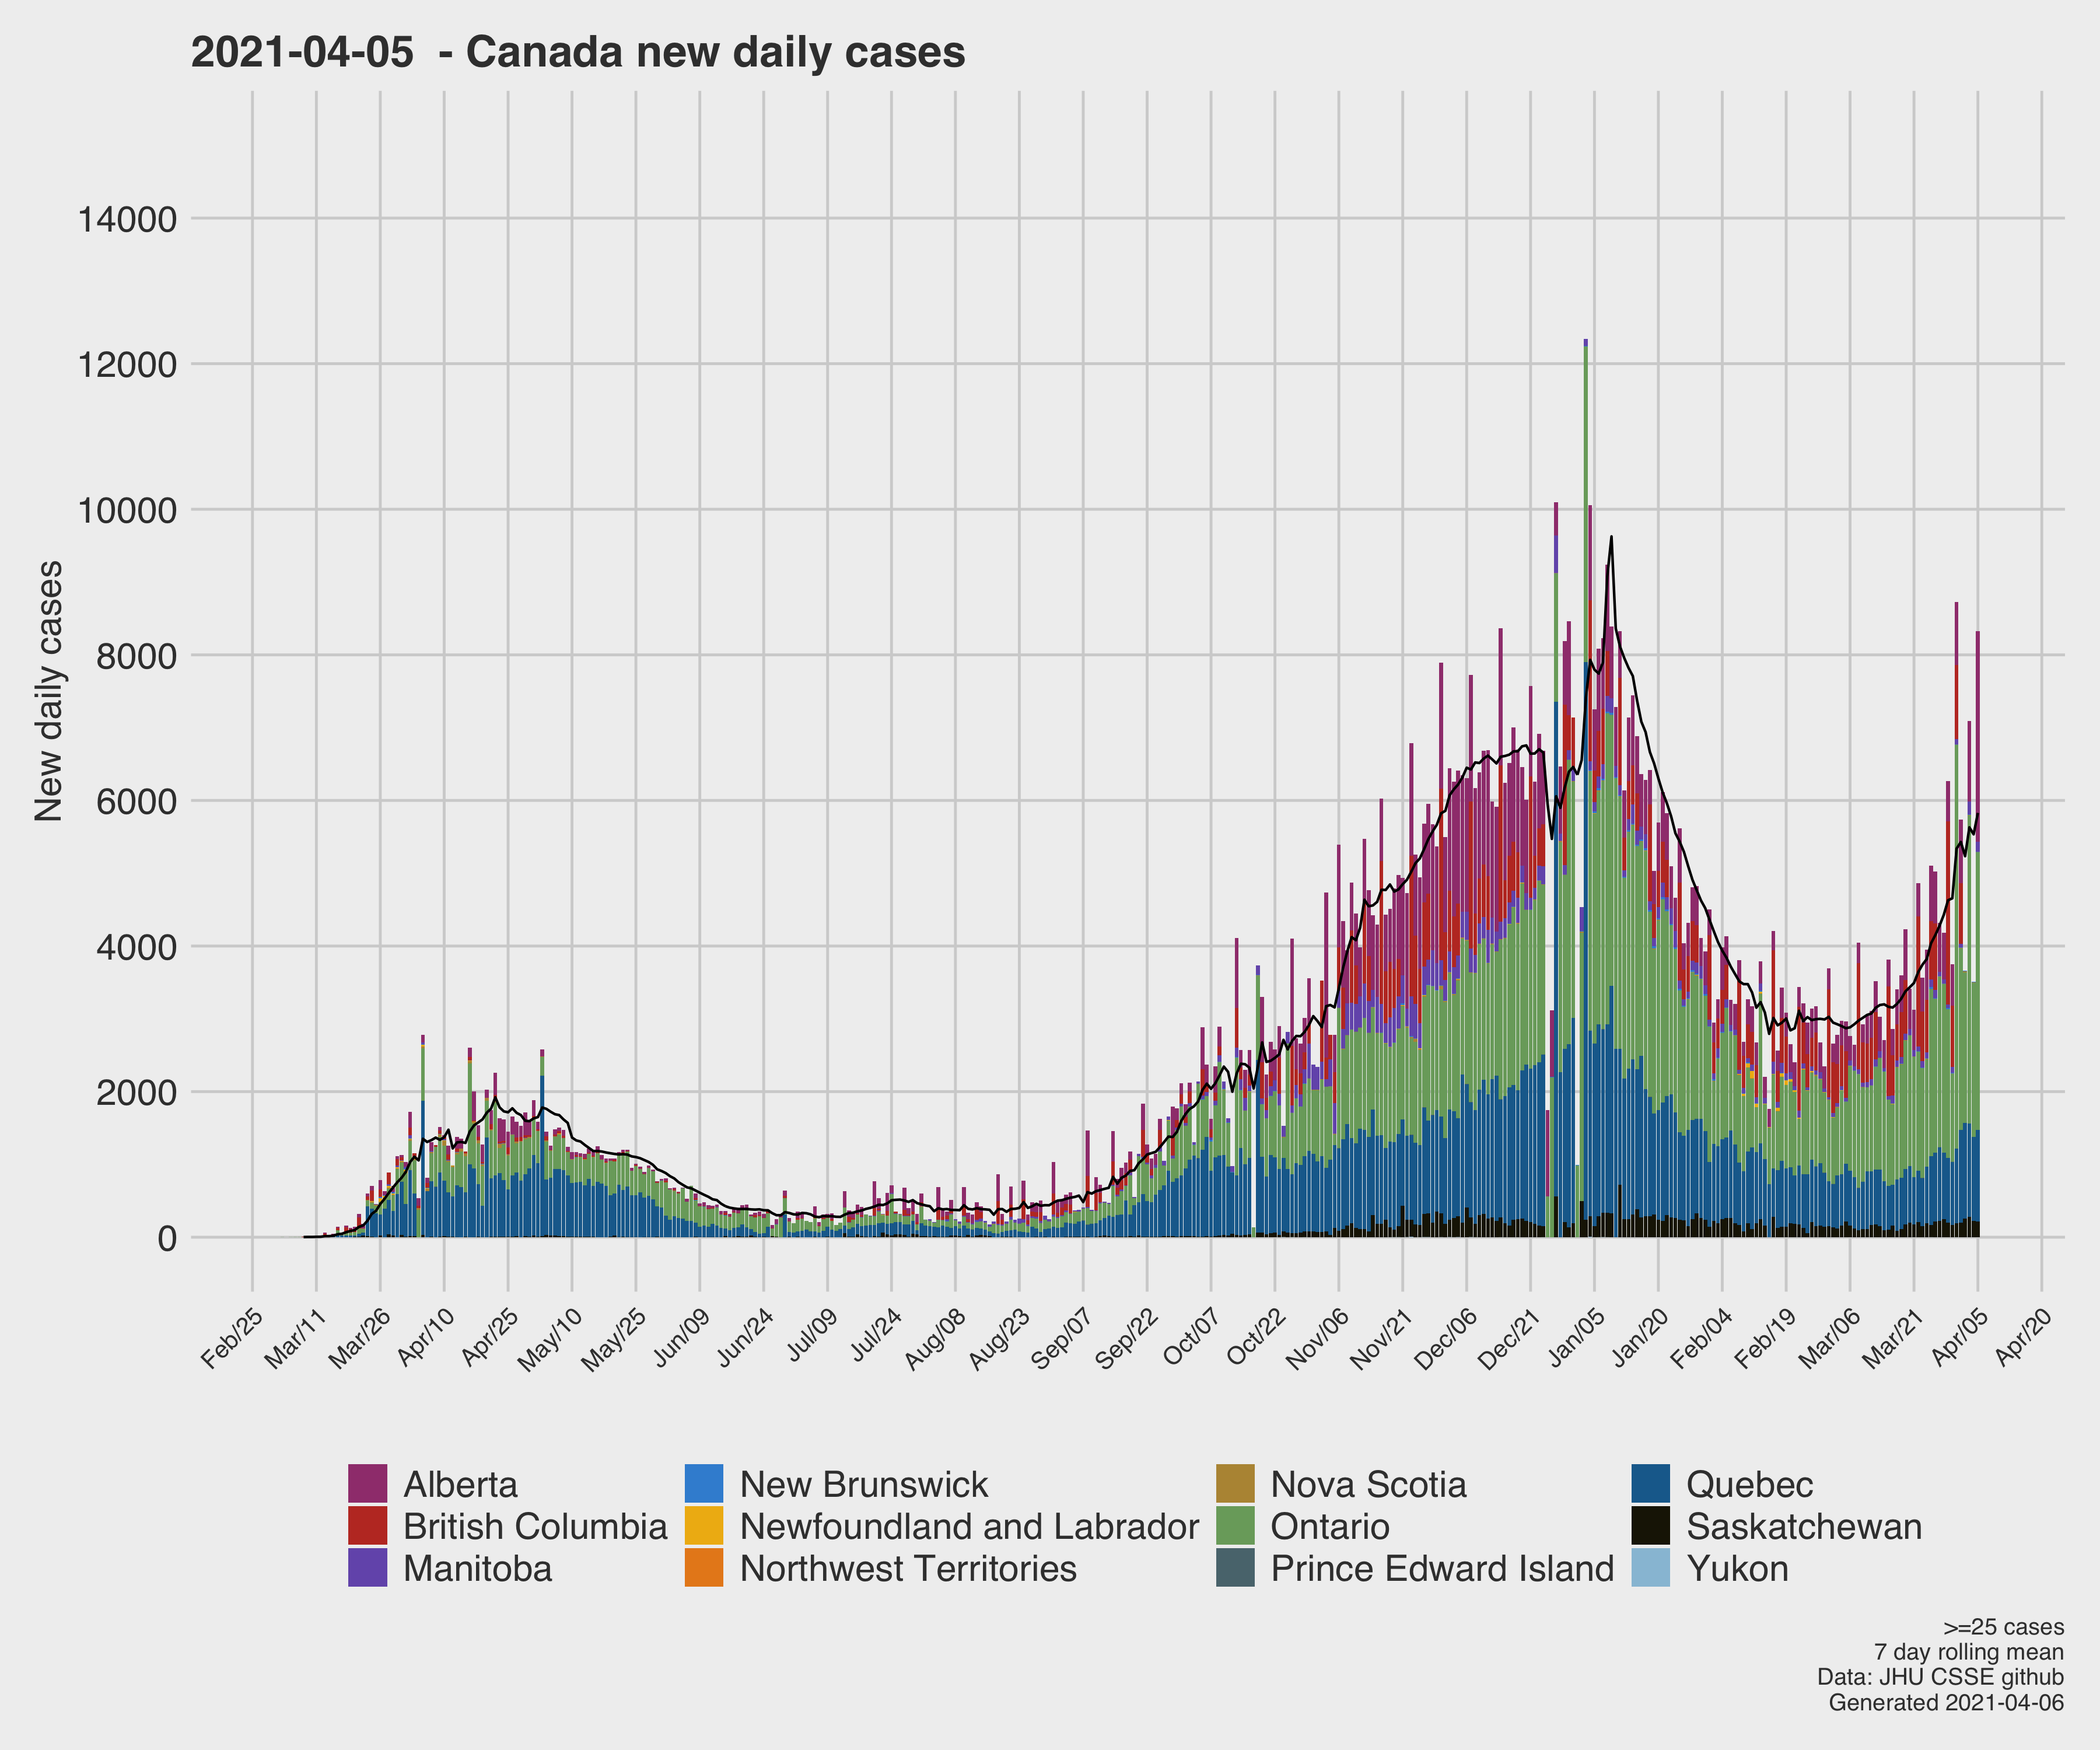 2021-04-05 - Canada new daily cases
New daily cases
14000
12000
10000
8000
6000
4000
2000
0
Feb/25 Mar/11 Mar/26 Apr/10 Apr/25 May/10 May/25 Jun/09 Jun/24 Jul/09 Jul/24 Aug/08 Aug/23 Sep/07 Sep/22 Oct/07 Oct/22 Nov/06 Nov/21 Dec/06 Dec/21 Jan/05 Jan/20 Feb/04 Feb/19 Mar/06 Mar/21 Apr/05 Apr/20
Alberta New Brunswick Nova Scotia Quebec
British Columbia Newfoundland and Labrador Ontario Saskatchewan
Manitoba Northwest Territories Prince Edward Island Yukon
>=25 cases
7 day rolling mean
Data: JHU CSSE github
Generated 2021-04-06